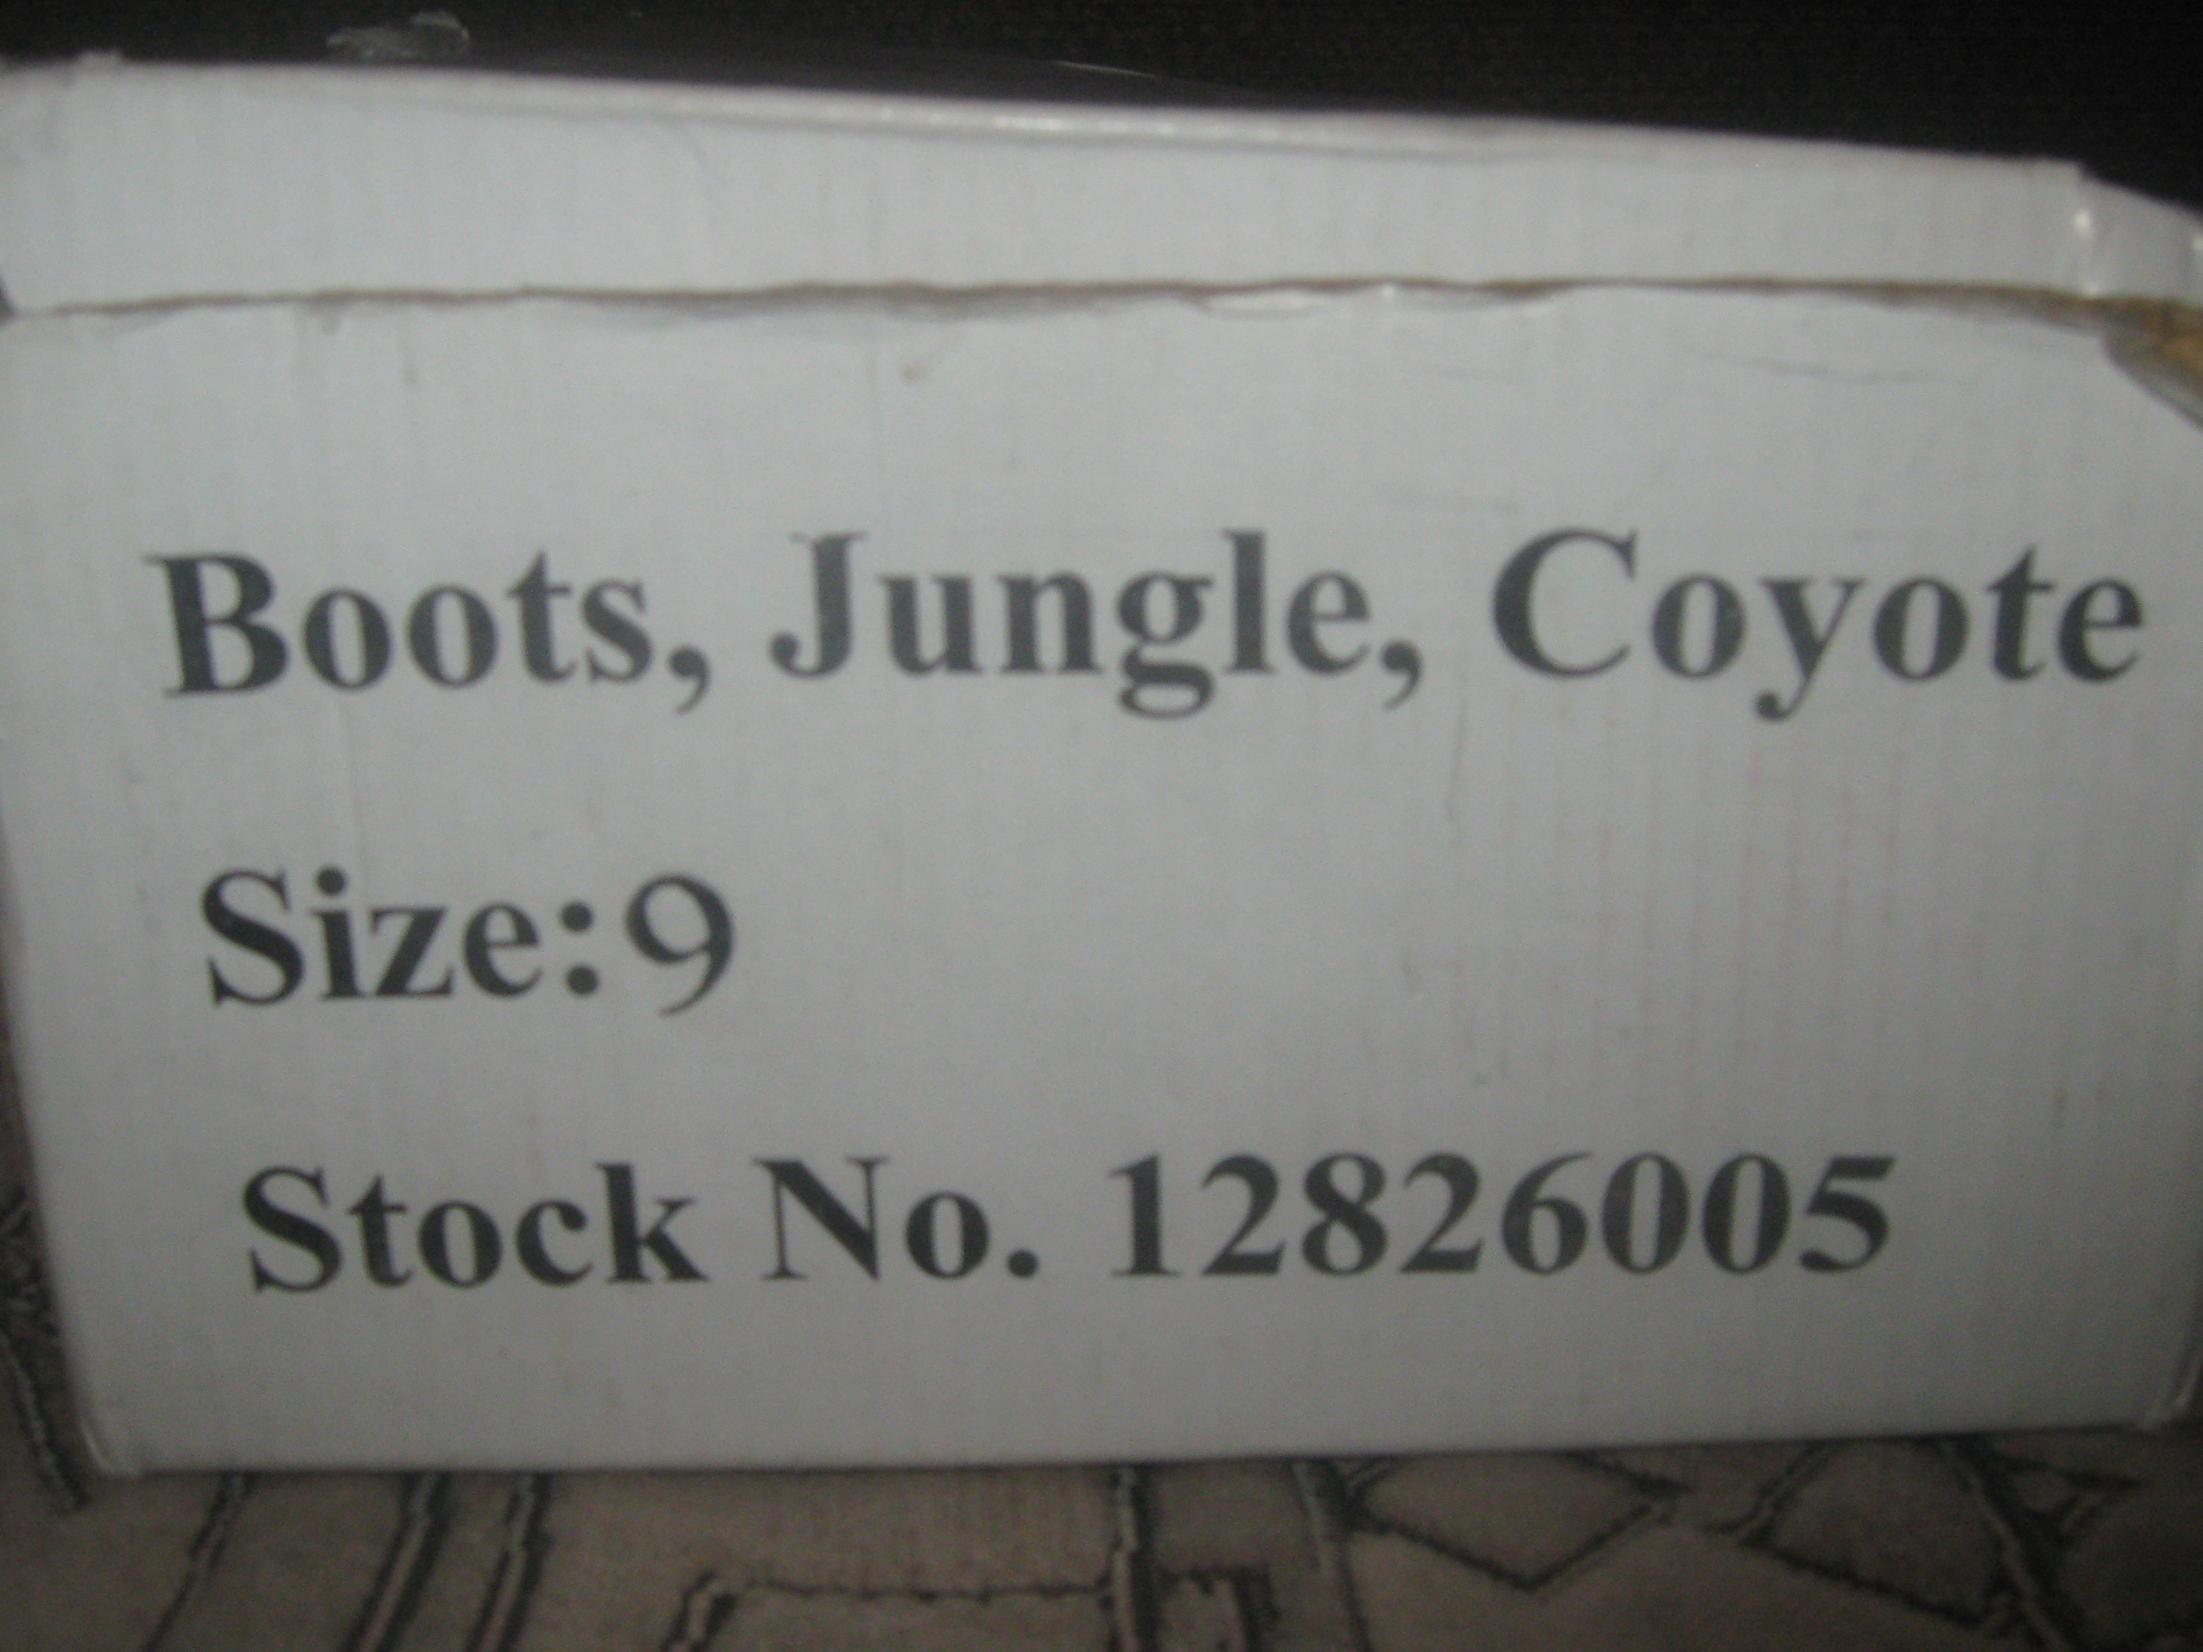 Boots, Jungle, Coyote
Size:9
Stock No. 12826005